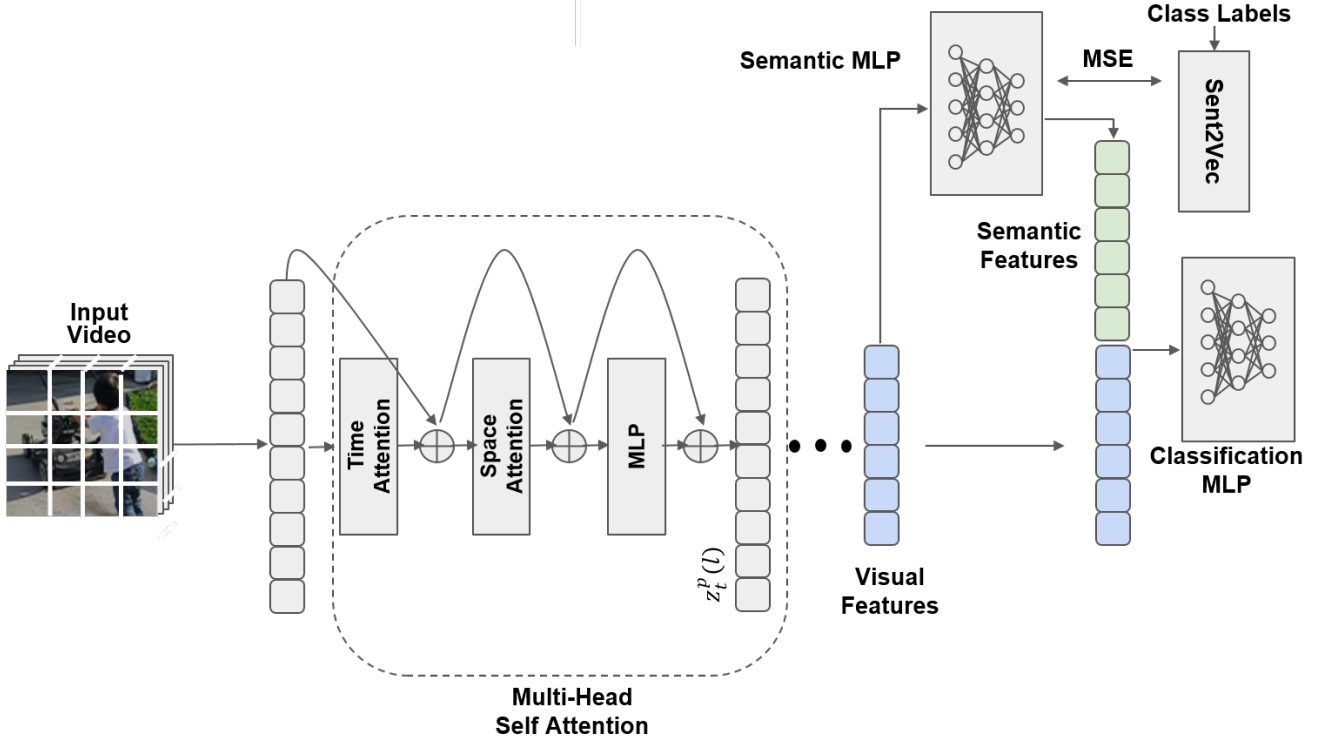 Class Labels
Semantic MLP
MSE
Sent2Vec
Semantic
Features
Input
Video
Time
Attention
Space
Attention
MLP
z_t^p(l)
Visual
Features
Classification
MLP
Multi-Head
Self Attention